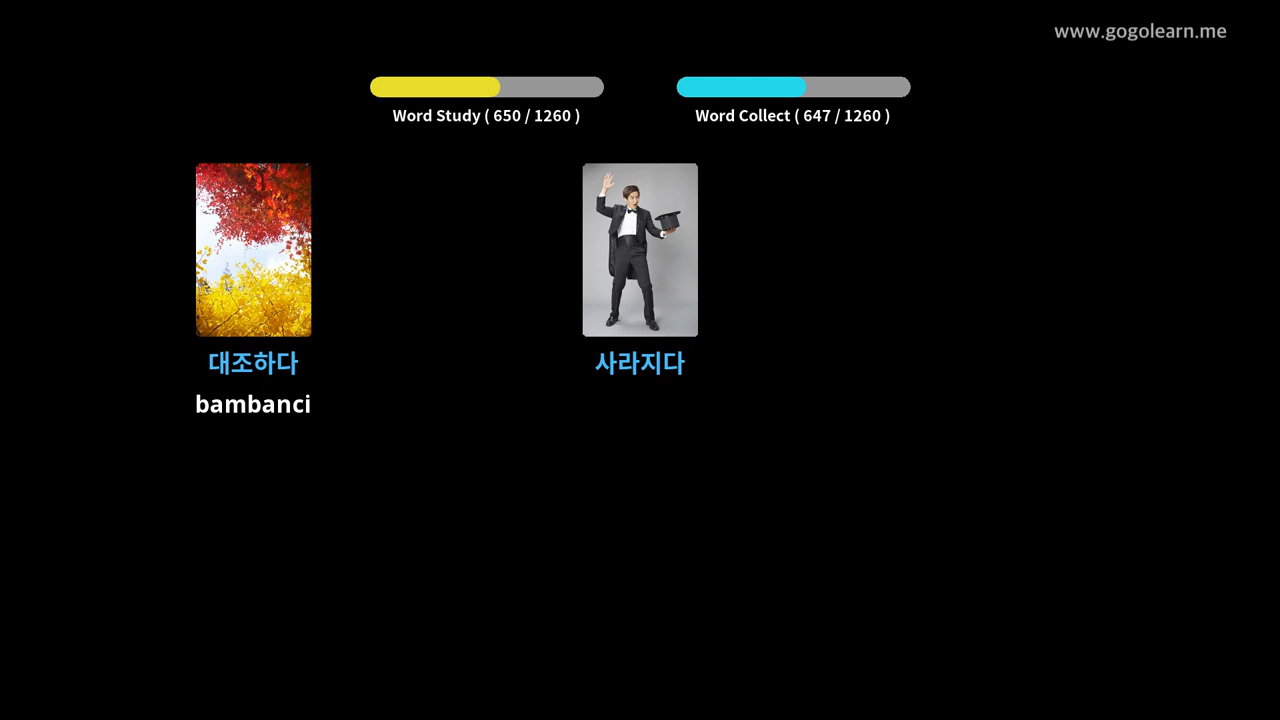 www.gogolearn.me
Word Study ( 650 / 1260 )
Word Collect ( 647 / 1260 )
대조하다
사라지다
bambanci